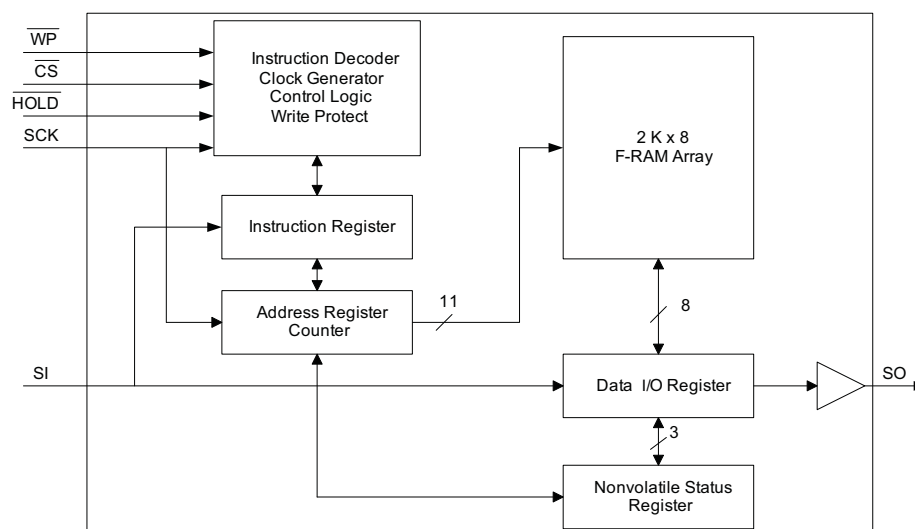 WP
CS
HOLD
SCK
Instruction Decoder
Clock Generator
Control Logic
Write Protect
2 K x 8
F-RAM Array
Instruction Register
Address Register
Counter
11
8
SI
Data I/O Register
SO
3
Nonvolatile Status
Register